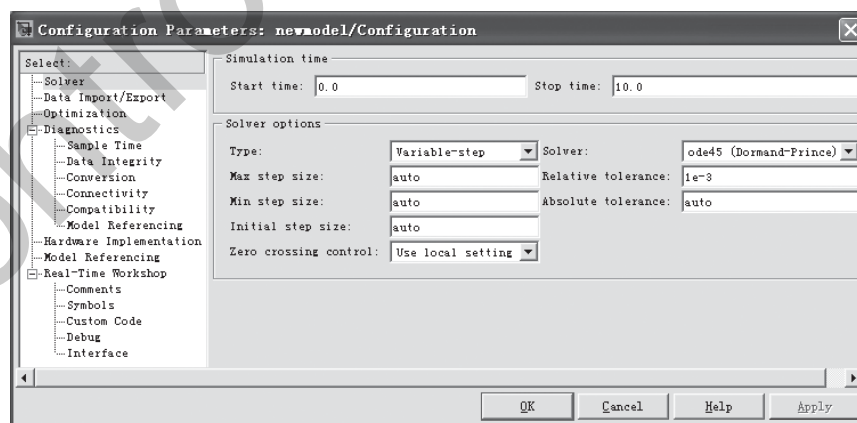 Configuration Parameters: newmodel/Configuration
Select:
Solver
Data Import/Export
Optimization
Diagnostics
Sample Time
Data Integrity
Conversion
Connectivity
Compatibility
Model Referencing
Hardware Implementation
Model Referencing
Real-Time Workshop
Comments
Symbols
Custom Code
Debug
Interface
Simulation time
Start time: 0.0 Stop time: 10.0
Solver options
Type: Variable-step Solver: ode45 (Dormand-Prince)
Max step size: auto Relative tolerance: 1e-3
Min step size: auto Absolute tolerance: auto
Initial step size: auto
Zero crossing control: Use local setting
OK Cancel Help Apply